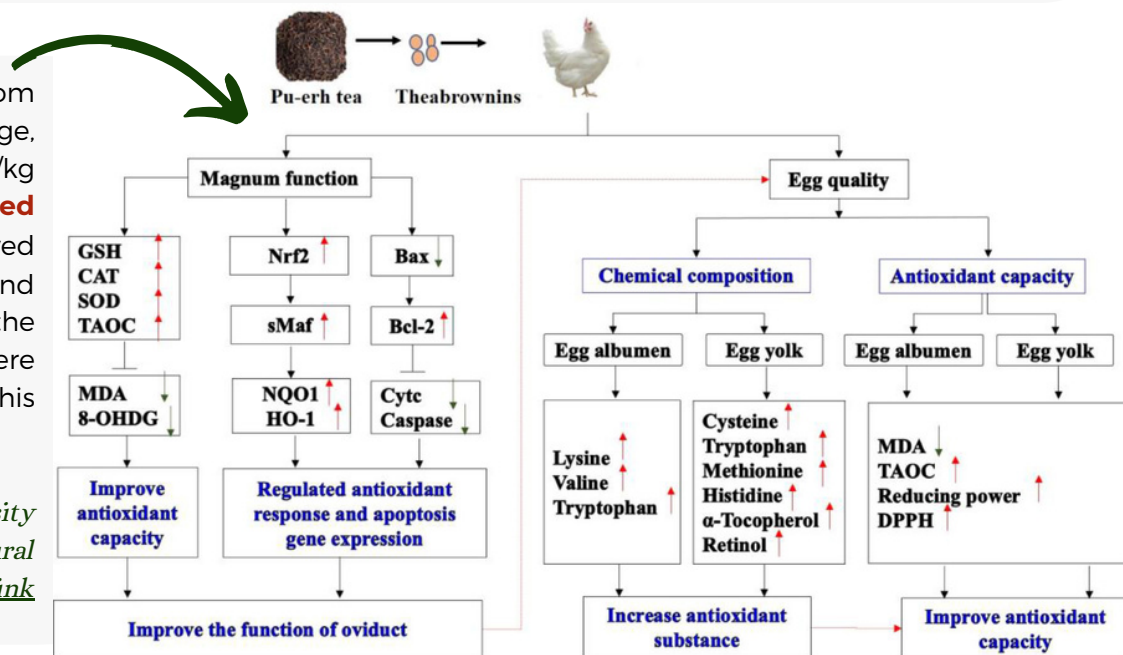 om
ge,
/kg
ed
ed
nd
the
ere
his
sity
ural
ink
Pu-erh tea
Theabrownins
Magnum function
Egg quality
GSH
CAT
SOD
TAOC
MDA
8-OHDG
Improve
antioxidant
capacity
Nrf2
sMaf
NQO1
HO-1
Bax
Bcl-2
Cytc
Caspase
Regulated antioxidant
response and apoptosis
gene expression
Improve the function of oviduct
Chemical composition
Antioxidant capacity
Egg albumen
Egg yolk
Egg albumen
Egg yolk
Lysine
Valine
Tryptophan
Cysteine
Tryptophan
Methionine
Histidine
α-Tocopherol
Retinol
MDA
TAOC
Reducing power
DPPH
Increase antioxidant
substance
Improve antioxidant
capacity